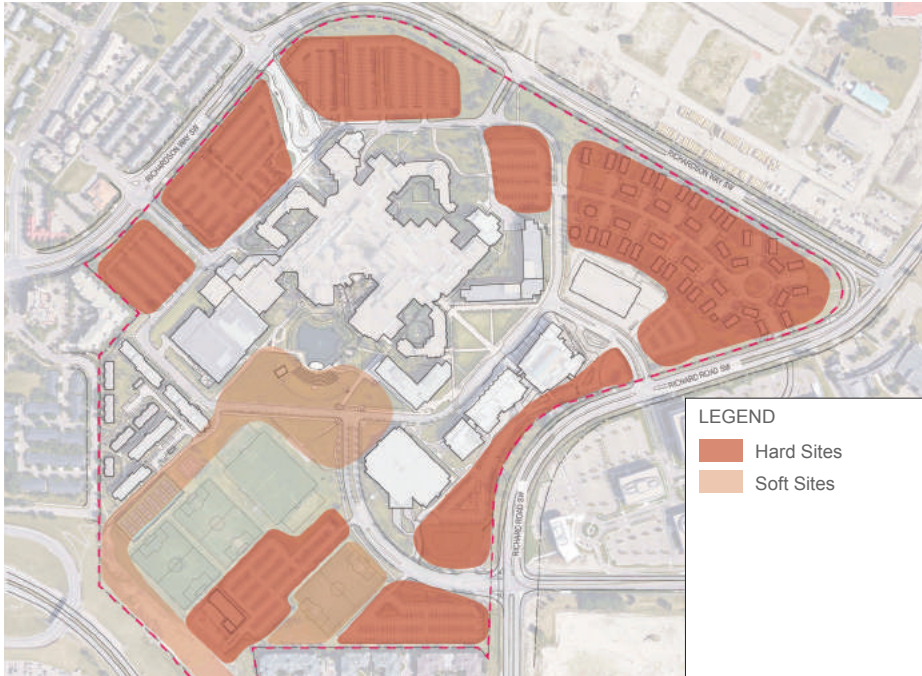 RICHARDSON WAY SW
RICHARDSON WAY SW
RICHARD ROAD SW
RICHARD ROAD SW
LEGEND
Hard Sites
Soft Sites